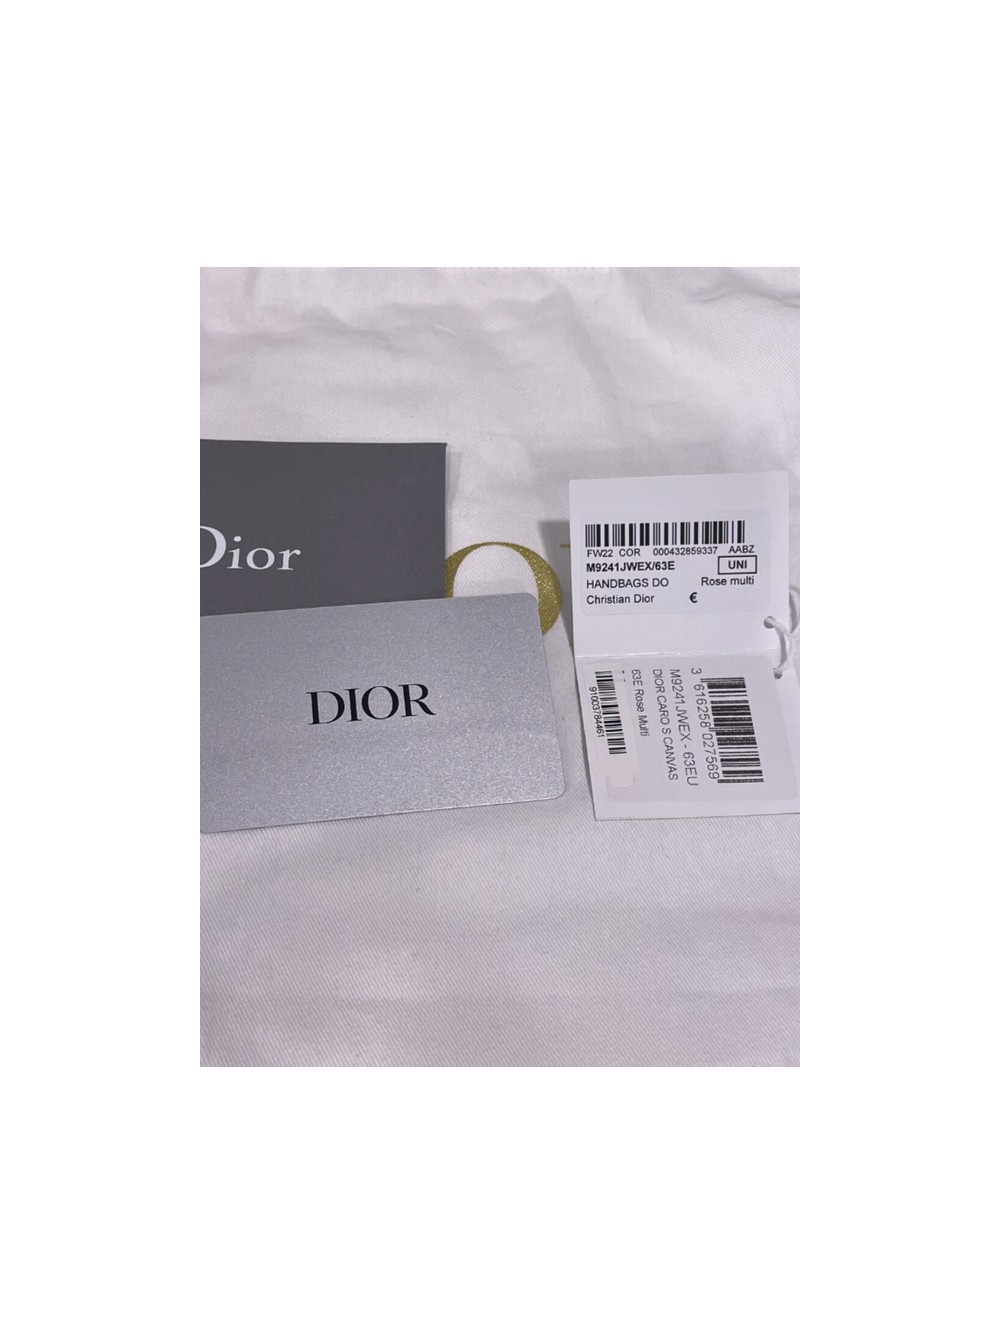 Dior
DIOR
FW22 COR 000432859337 AABZ
M9241JWEX/63E UNI
HANDBAGS DO Rose multi
Christian Dior €
3 616258 027569
M9241JWEX - 63EU
DIOR CARO S CANVAS
63E Rose Multi
91003784461